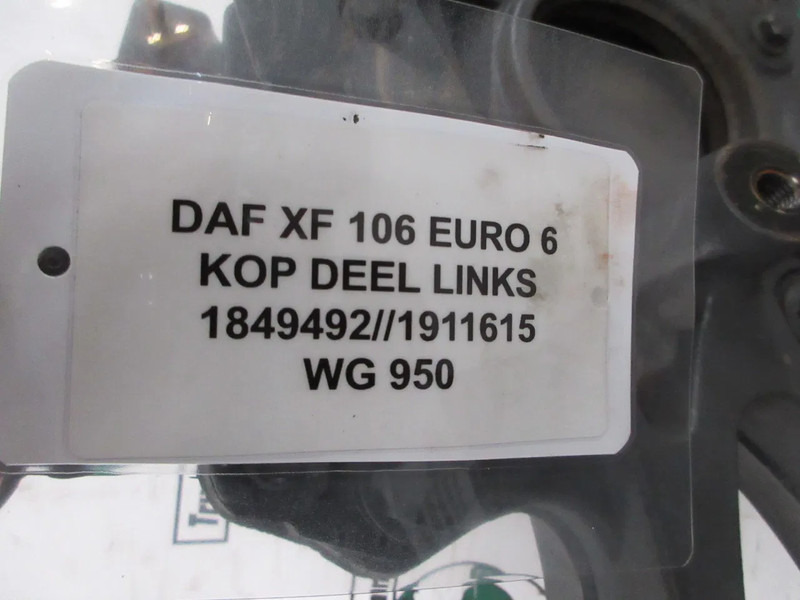 DAF XF 106 EURO 6
KOP DEEL LINKS
1849492//1911615
WG 950